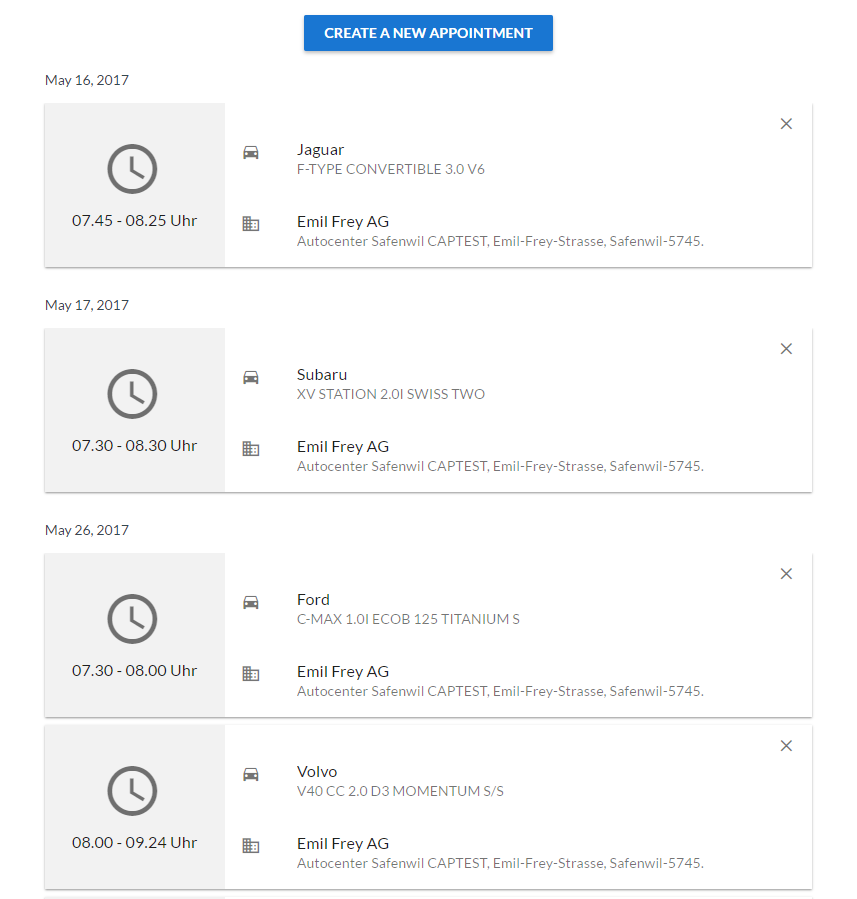 CREATE A NEW APPOINTMENT
May 16, 2017
07.45 - 08.25 Uhr
Jaguar
F-TYPE CONVERTIBLE 3.0 V6
Emil Frey AG
Autocenter Safenwil CAPTEST, Emil-Frey-Strasse, Safenwil-5745.
May 17, 2017
07.30 - 08.30 Uhr
Subaru
XV STATION 2.0I SWISS TWO
Emil Frey AG
Autocenter Safenwil CAPTEST, Emil-Frey-Strasse, Safenwil-5745.
May 26, 2017
07.30 - 08.00 Uhr
Ford
C-MAX 1.0I ECOB 125 TITANIUM S
Emil Frey AG
Autocenter Safenwil CAPTEST, Emil-Frey-Strasse, Safenwil-5745.
08.00 - 09.24 Uhr
Volvo
V40 CC 2.0 D3 MOMENTUM S/S
Emil Frey AG
Autocenter Safenwil CAPTEST, Emil-Frey-Strasse, Safenwil-5745.